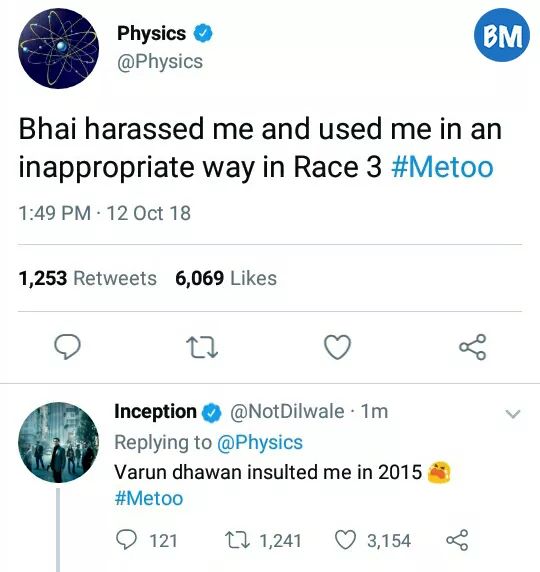 BM
Physics
@Physics
Bhai harassed me and used me in an
inappropriate way in Race 3 #Metoo
1:49 PM · 12 Oct 18
1,253 Retweets 6,069 Likes
Inception @NotDilwale · 1m
Replying to @Physics
Varun dhawan insulted me in 2015 😭
#Metoo
121 1,241 3,154